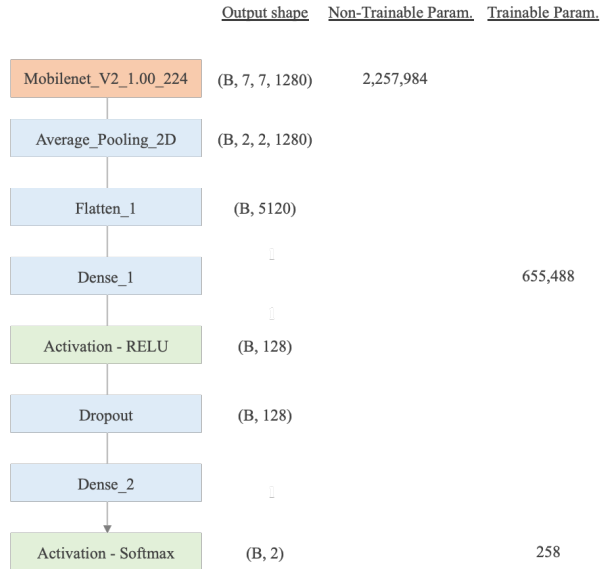 Output shape Non-Trainable Param. Trainable Param.
Mobilenet_V2_1.00_224 (B, 7, 7, 1280) 2,257,984
Average_Pooling_2D (B, 2, 2, 1280)
Flatten_1 (B, 5120)
Dense_1 655,488
Activation - RELU (B, 128)
Dropout (B, 128)
Dense_2
Activation - Softmax (B, 2) 258